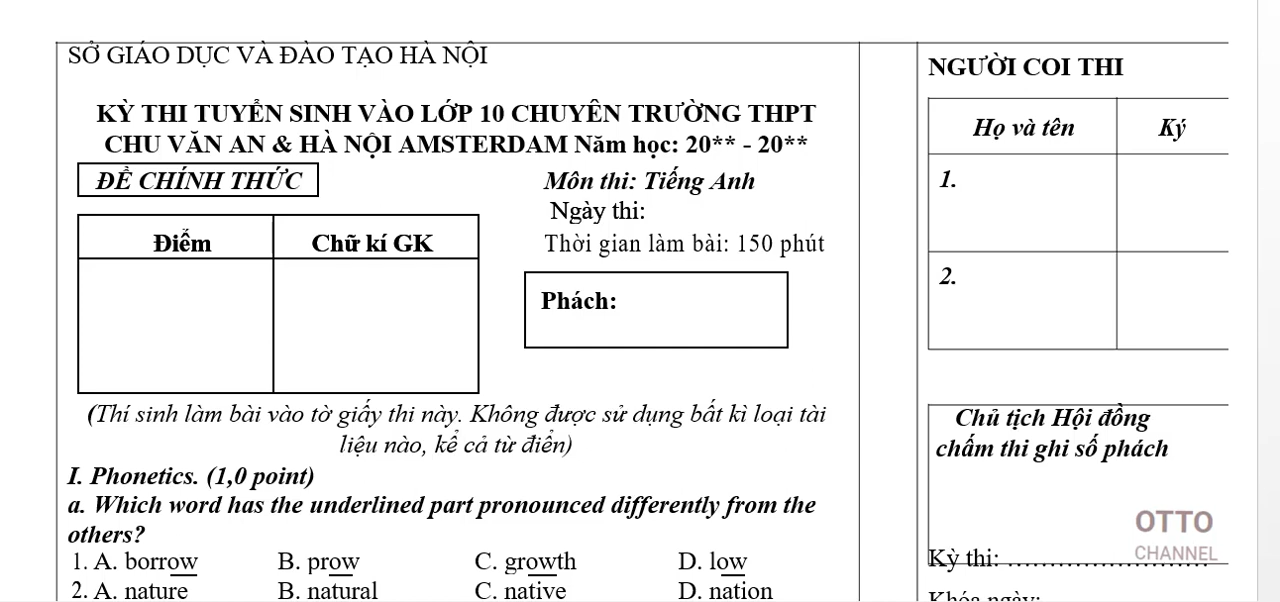 SỞ GIÁO DỤC VÀ ĐÀO TẠO HÀ NỘI
KỲ THI TUYỂN SINH VÀO LỚP 10 CHUYÊN TRƯỜNG THPT
CHU VĂN AN & HÀ NỘI AMSTERDAM Năm học: 20** - 20**
ĐỀ CHÍNH THỨC
Môn thi: Tiếng Anh
Ngày thi:
Thời gian làm bài: 150 phút
Điểm Chữ kí GK
Phách:
(Thí sinh làm bài vào tờ giấy thi này. Không được sử dụng bất kì loại tài
liệu nào, kể cả từ điển)
I. Phonetics. (1,0 point)
a. Which word has the underlined part pronounced differently from the
others?
1. A. borrow B. prow C. growth D. low
2. A. nature B. natural C. native D. nation
NGƯỜI COI THI
Họ và tên Ký
1.
2.
Chủ tịch Hội đồng
chấm thi ghi số phách
OTTO
CHANNEL
Kỳ thi: ..........................
Khóa ngày: